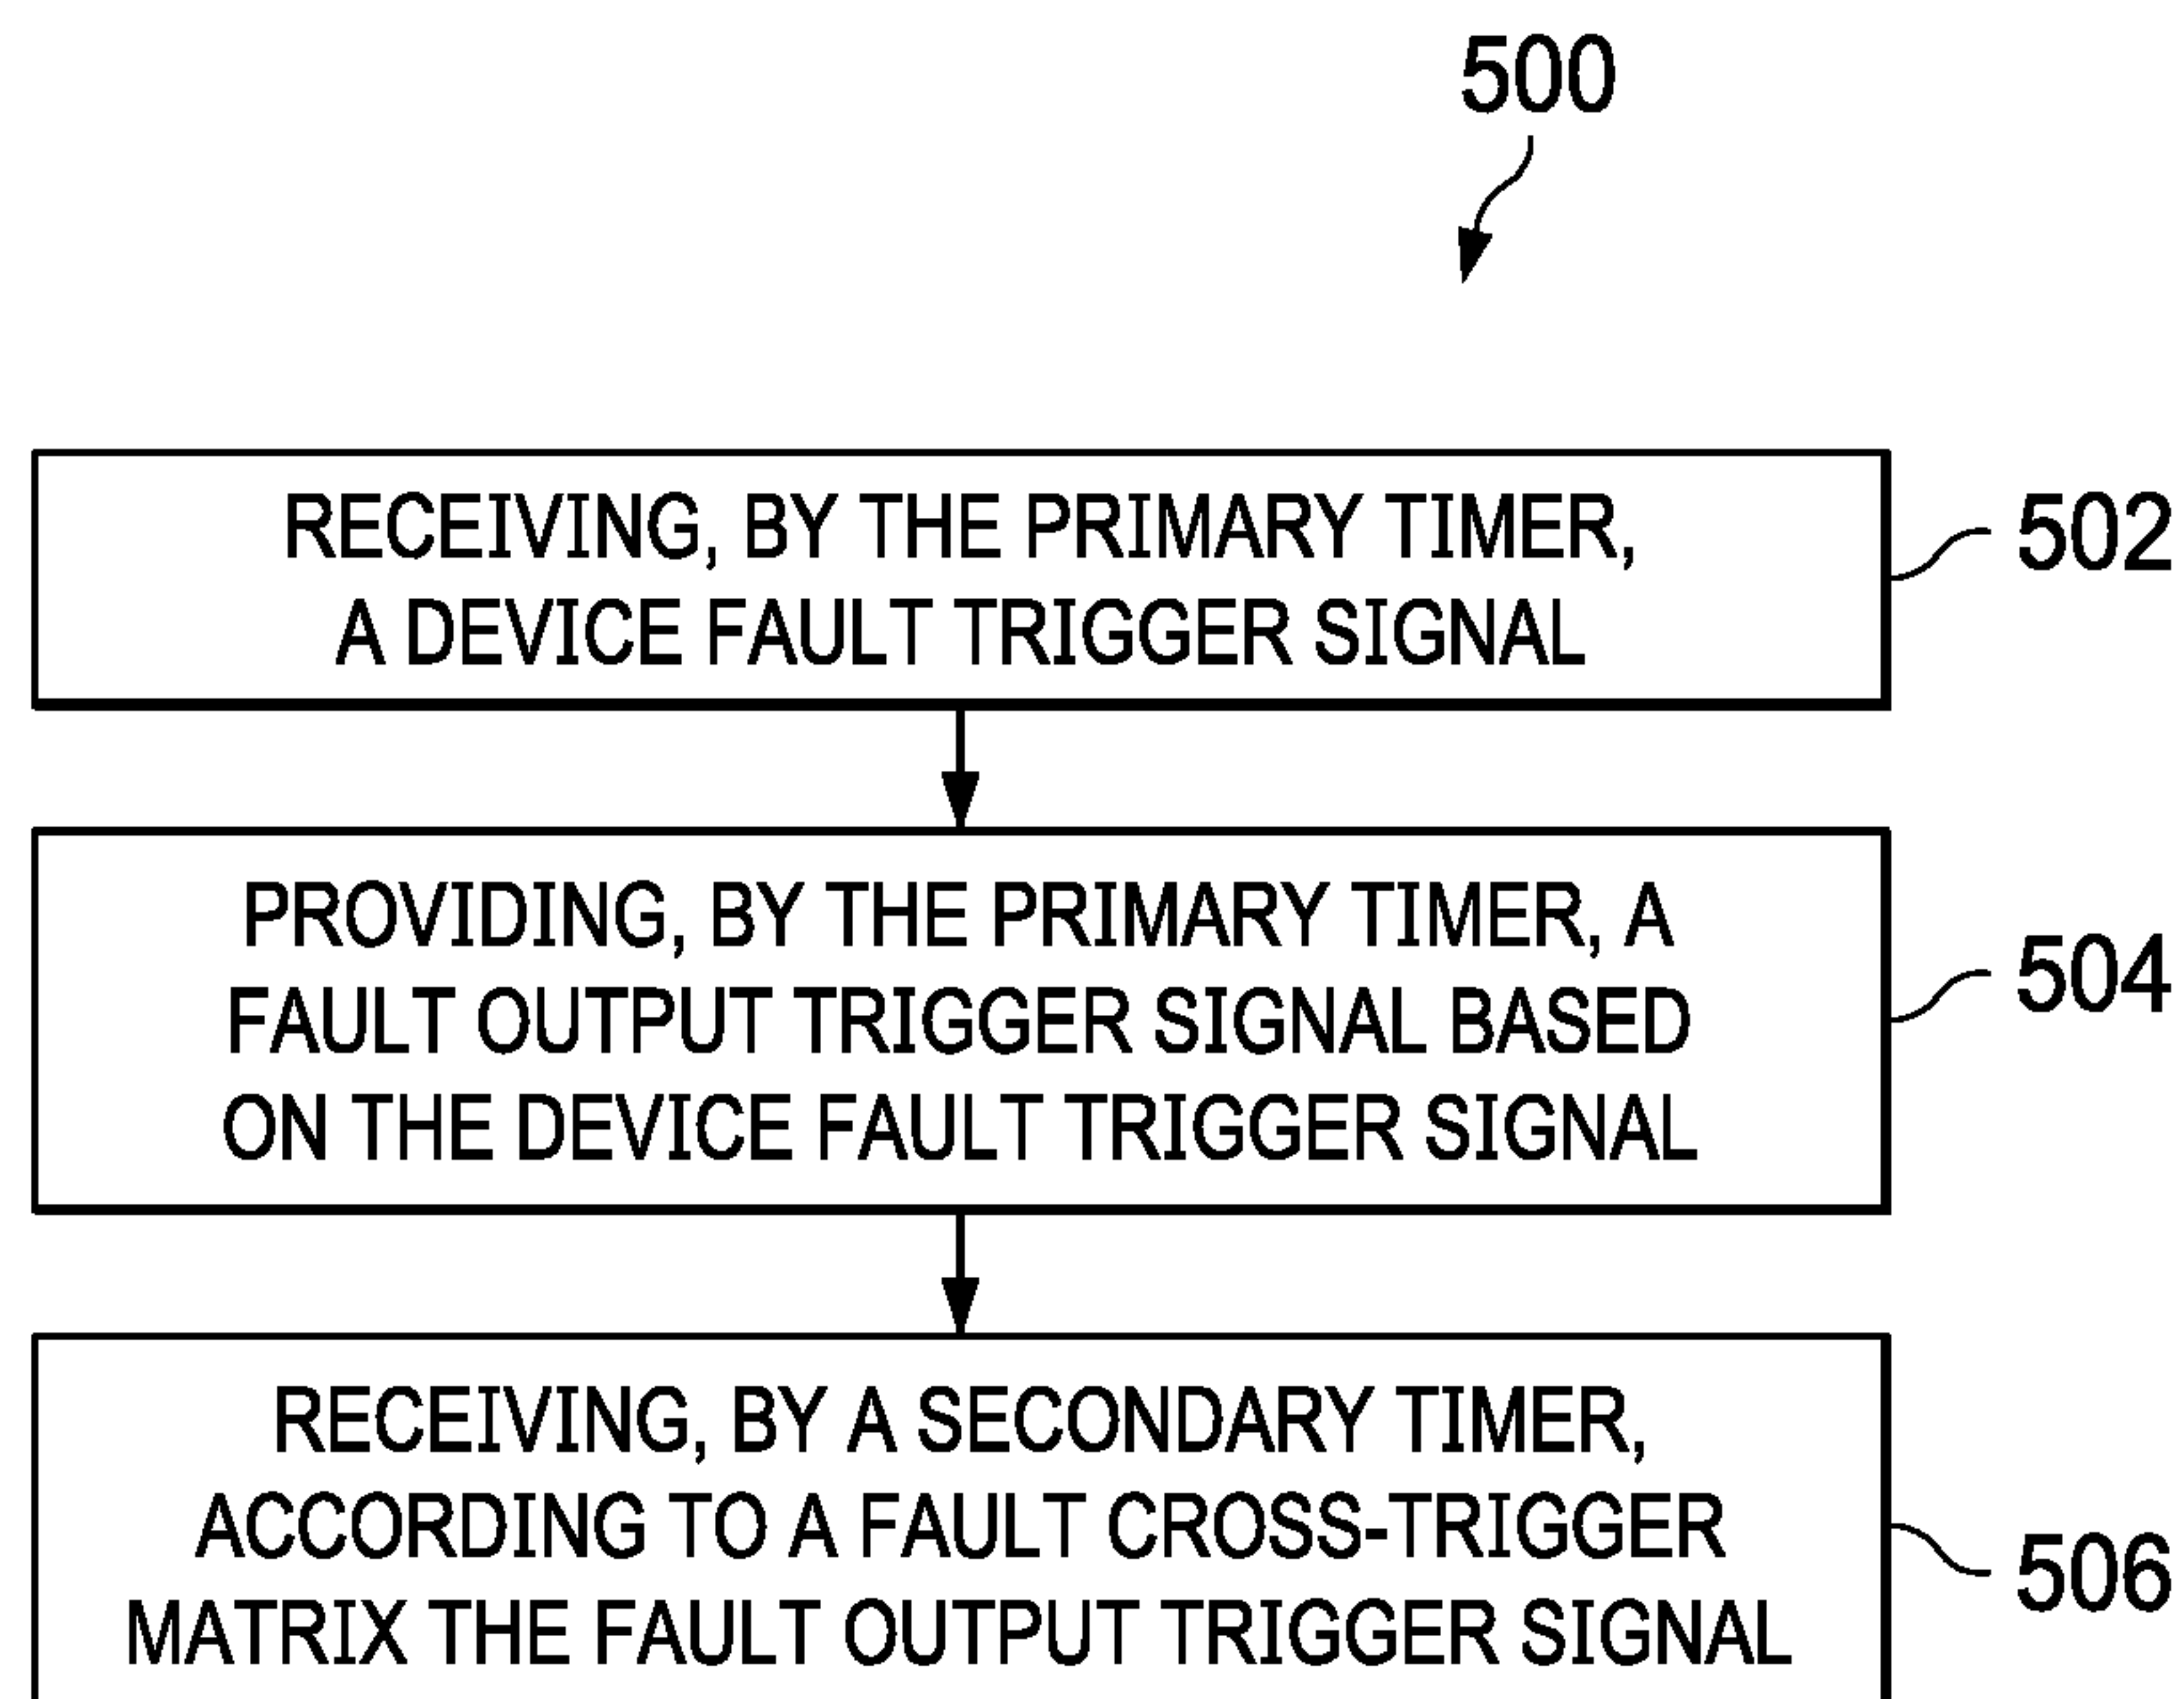 500
RECEIVING, BY THE PRIMARY TIMER,
A DEVICE FAULT TRIGGER SIGNAL
502
PROVIDING, BY THE PRIMARY TIMER, A
FAULT OUTPUT TRIGGER SIGNAL BASED
ON THE DEVICE FAULT TRIGGER SIGNAL
504
RECEIVING, BY A SECONDARY TIMER,
ACCORDING TO A FAULT CROSS-TRIGGER
MATRIX THE FAULT OUTPUT TRIGGER SIGNAL
506